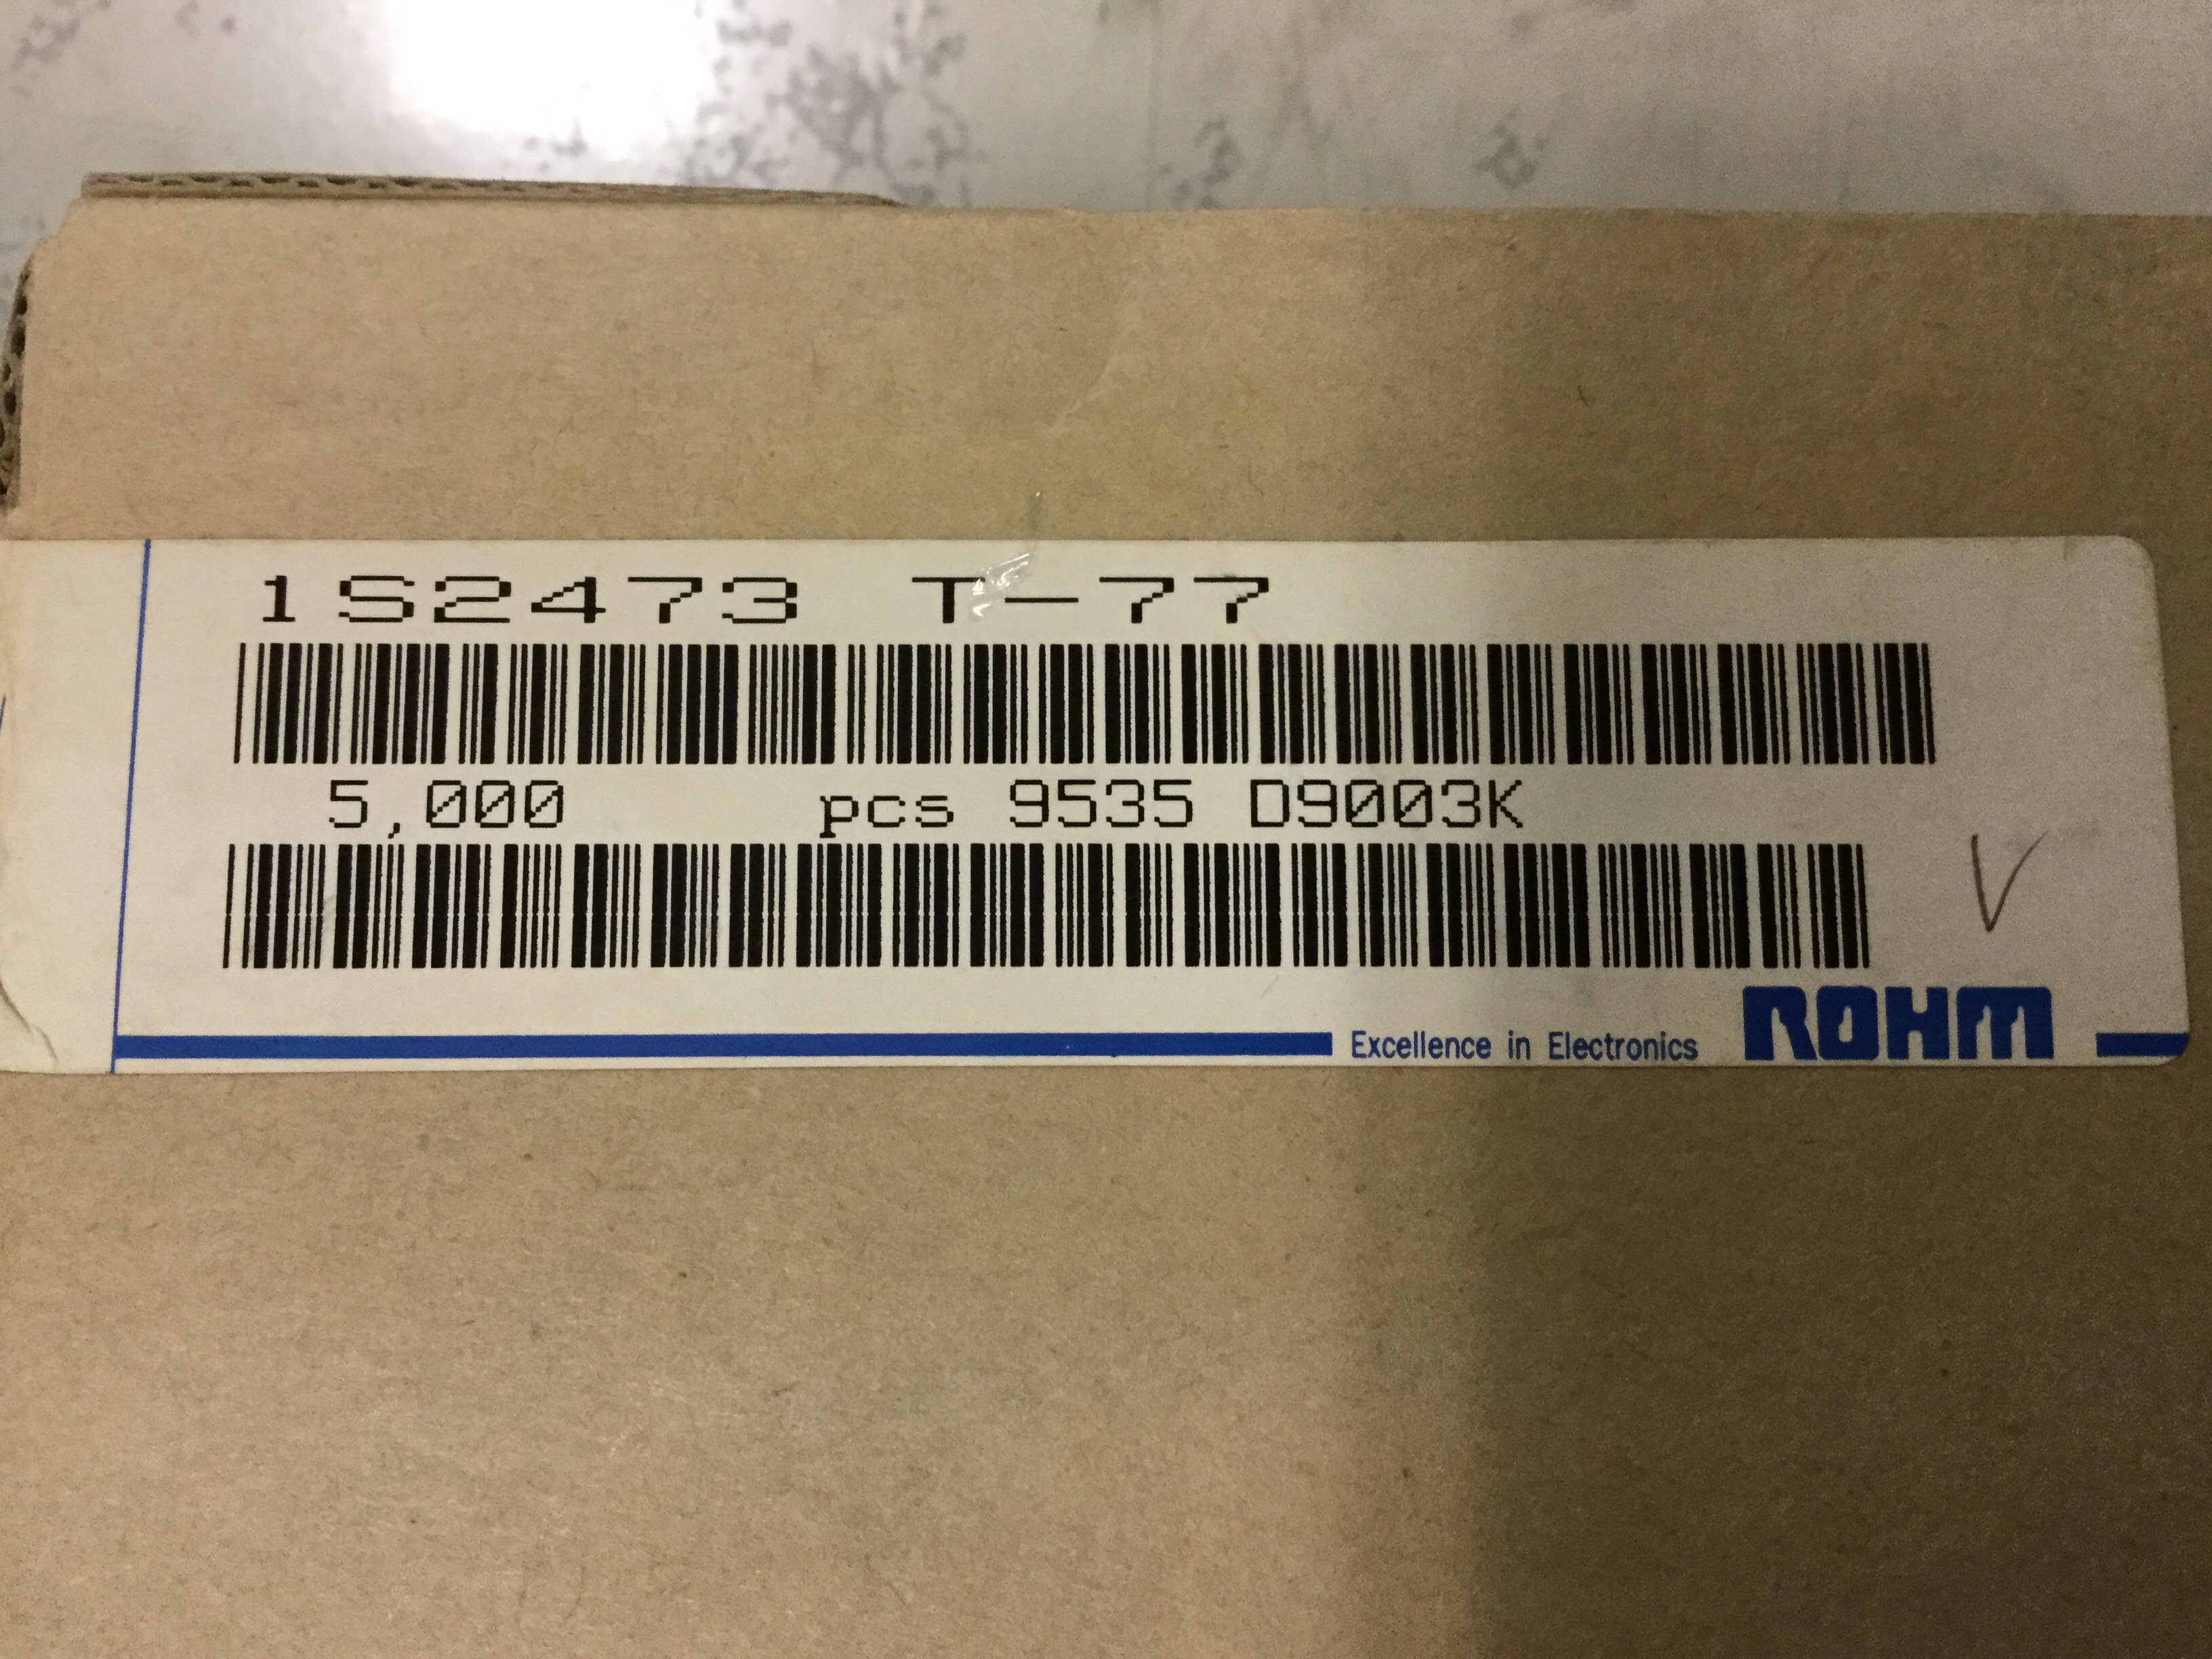 1S2473 T-77
5,000 pcs 9535 D9003K
V
Excellence in Electronics ROHM